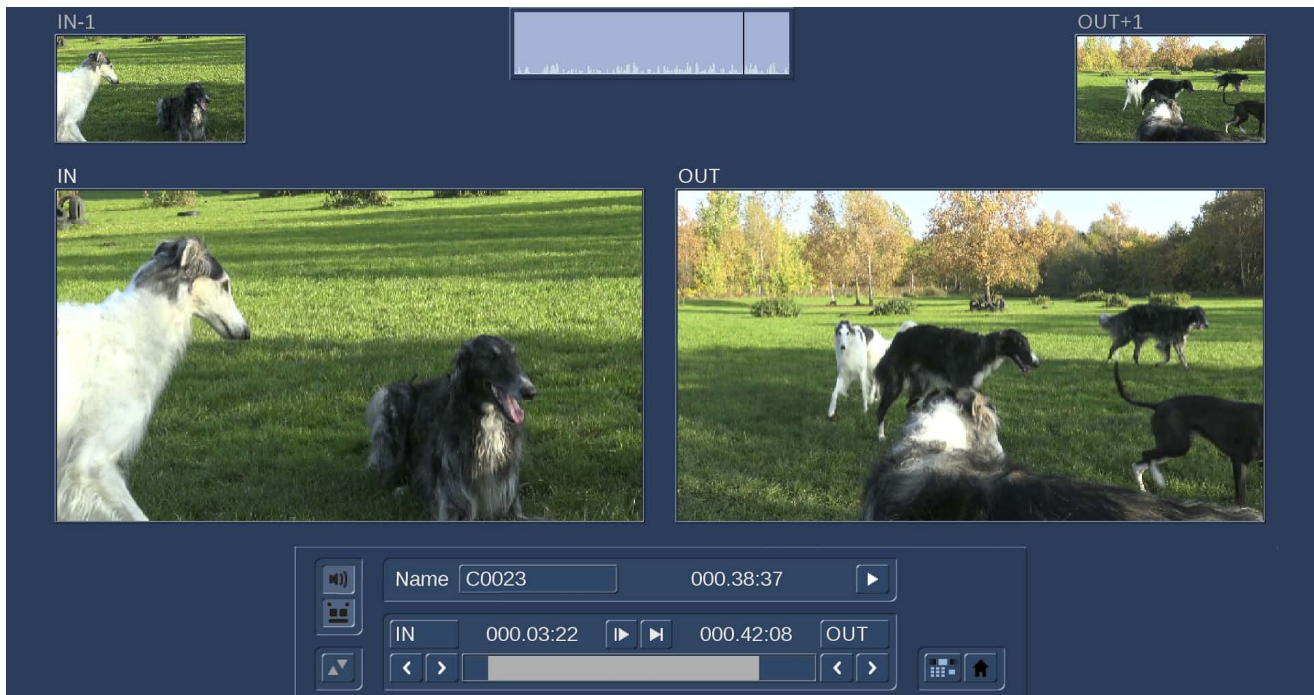 IN-1
OUT+1
IN
OUT
Name C0023 000.38:37
IN 000.03:22 000.42:08 OUT